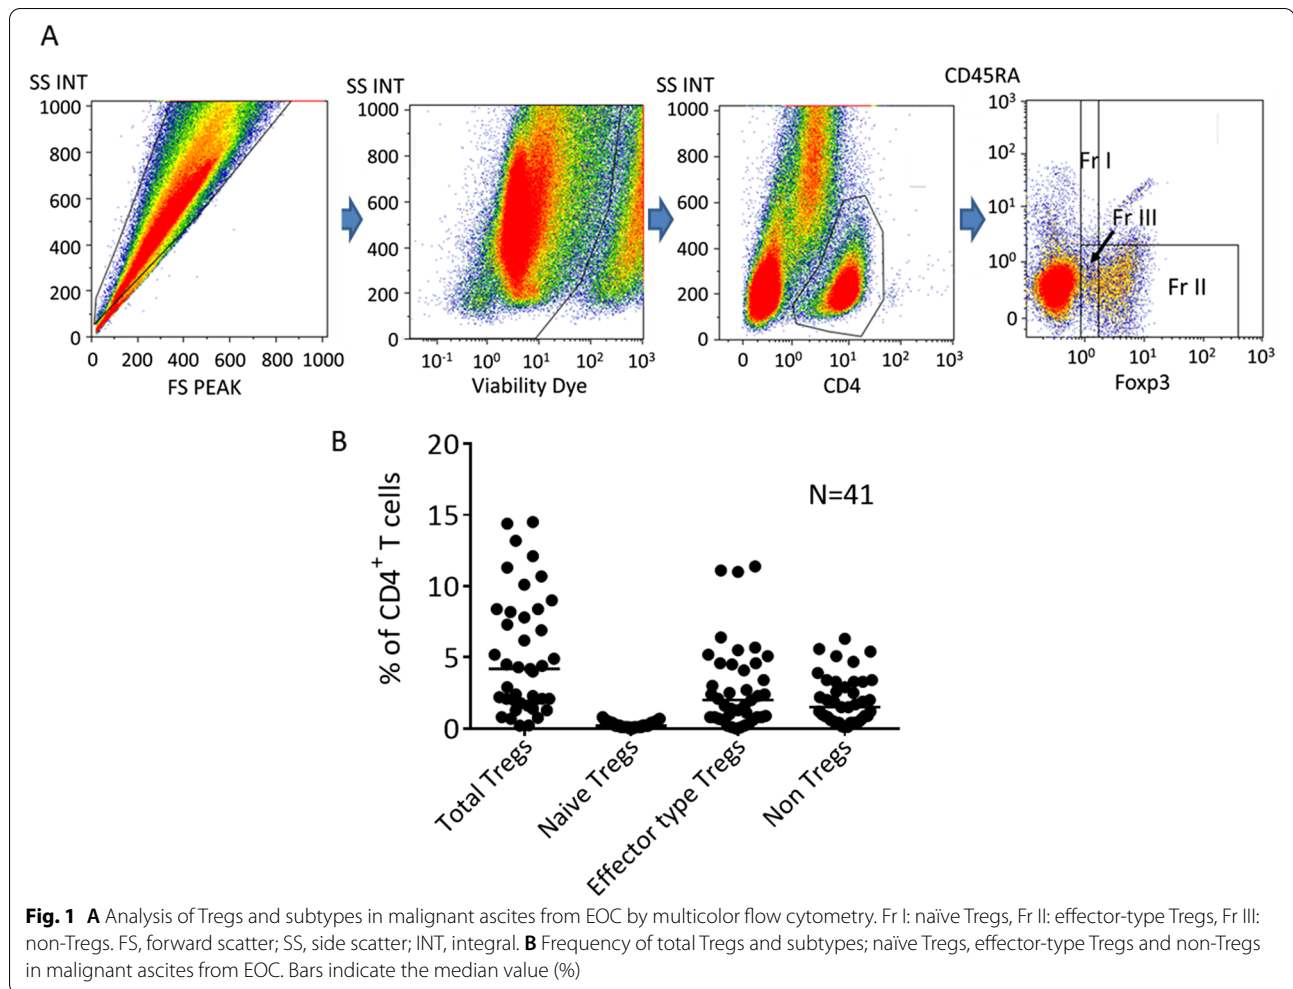 A
SS INT
1000
800
600
400
200
0
0 200 400 600 800 1000
FS PEAK
SS INT
1000
800
600
400
200
0
10⁻¹ 10⁰ 10¹ 10² 10³
Viability Dye
SS INT
1000
800
600
400
200
0
0 10⁰ 10¹ 10³
CD4
CD45RA
10³
10²
10¹
10⁰
0
Fr I
Fr III
Fr II
10⁰ 10¹ 10² 10³
Foxp3
B
N=41
% of CD4⁺ T cells
20
15
10
5
0
Total Tregs
Naive Tregs
Effector type Tregs
Non Tregs
Fig. 1 A Analysis of Tregs and subtypes in malignant ascites from EOC by multicolor flow cytometry. Fr I: naïve Tregs, Fr II: effector-type Tregs, Fr III:
non-Tregs. FS, forward scatter; SS, side scatter; INT, integral. B Frequency of total Tregs and subtypes; naïve Tregs, effector-type Tregs and non-Tregs
in malignant ascites from EOC. Bars indicate the median value (%)